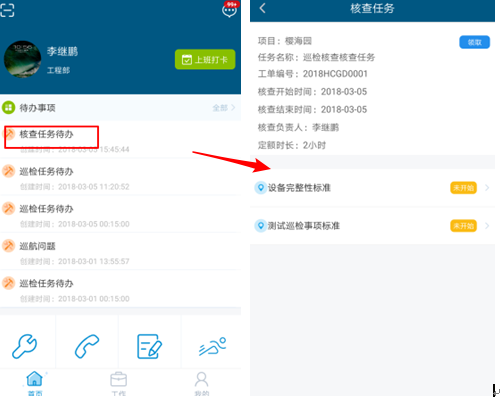 99+
李继鹏
工程部
上班打卡
待办事项
全部
核查任务待办
创建时间：2018-03-05 15:45:44
巡检任务待办
创建时间：2018-03-05 11:20:52
巡检任务待办
创建时间：2018-03-05 00:15:00
巡航问题
创建时间：2018-03-01 13:55:57
巡检任务待办
创建时间：2018-03-01 00:15:00
首页
工作
我的
核查任务
项目：樱海园
领取
任务名称：巡检核查核查任务
工单编号：2018HCGD0001
核查开始时间：2018-03-05
核查结束时间：2018-03-05
核查负责人：李继鹏
定额时长：2小时
设备完整性标准
未开始
测试巡检事项标准
未开始